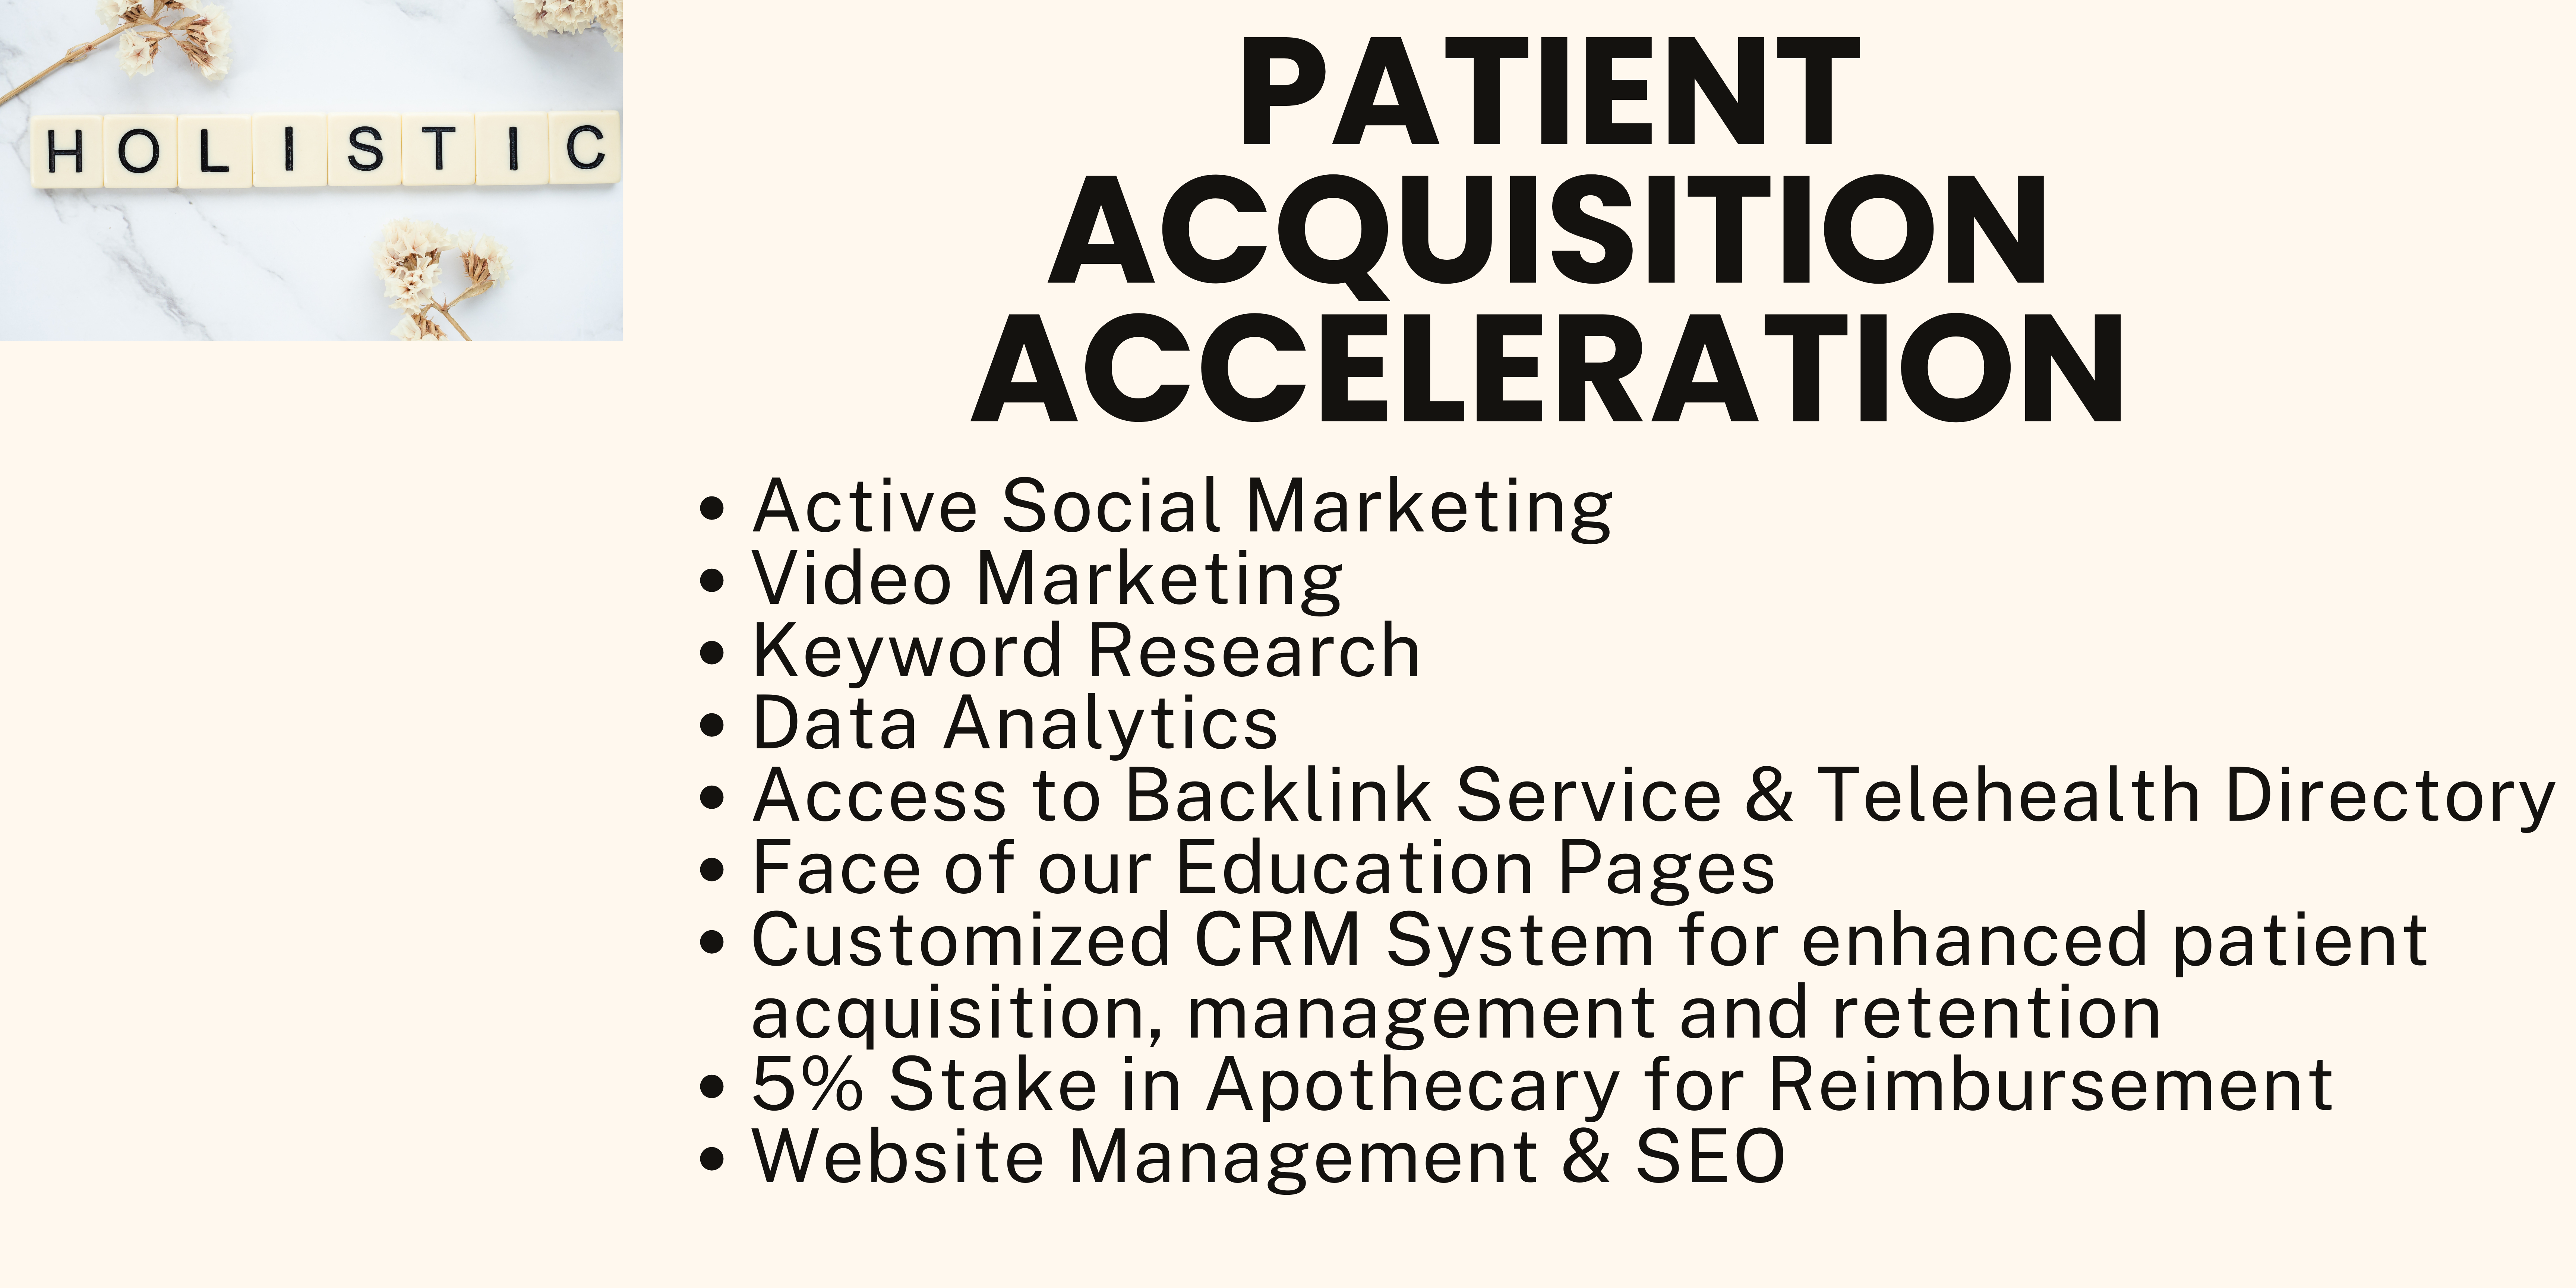 HOLISTIC
PATIENT
ACQUISITION
ACCELERATION
• Active Social Marketing
• Video Marketing
• Keyword Research
• Data Analytics
• Access to Backlink Service & Telehealth Directory
• Face of our Education Pages
• Customized CRM System for enhanced patient
acquisition, management and retention
• 5% Stake in Apothecary for Reimbursement
• Website Management & SEO